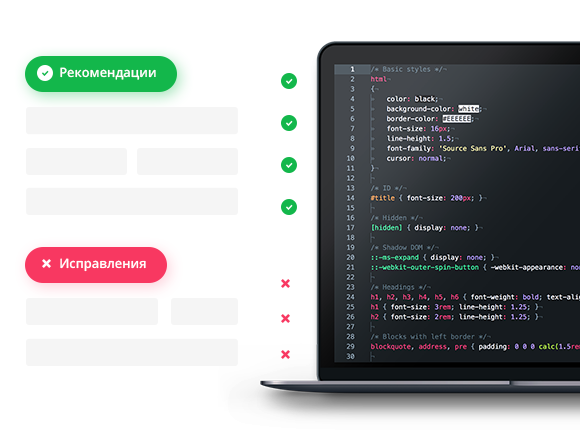 Рекомендации
Исправления
1 /* Basic styles */¬
2 html¬
3 {¬
4 color: black;¬
5 background-color: white;¬
6 border-color: #EEEEEE;¬
7 font-size: 16px;¬
8 line-height: 1.5;¬
9 font-family: 'Source Sans Pro', Arial, sans-serif
10 cursor: normal;¬
11 }¬
12 ¬
13 /* ID */¬
14 #title { font-size: 200px; }¬
15 ¬
16 /* Hidden */¬
17 [hidden] { display: none; }¬
18 ¬
19 /* Shadow DOM */¬
20 ::-ms-expand { display: none; }¬
21 ::-webkit-outer-spin-button { -webkit-appearance: non
22 ¬
23 /* Headings */¬
24 h1, h2, h3, h4, h5, h6 { font-weight: bold; text-ali
25 h1 { font-size: 3rem; line-height: 1.25; }¬
26 h2 { font-size: 2rem; line-height: 1.25; }¬
27 ¬
28 /* Blocks with left border */¬
29 blockquote, address, pre { padding: 0 0 0 calc(1.5rem
30 ¬